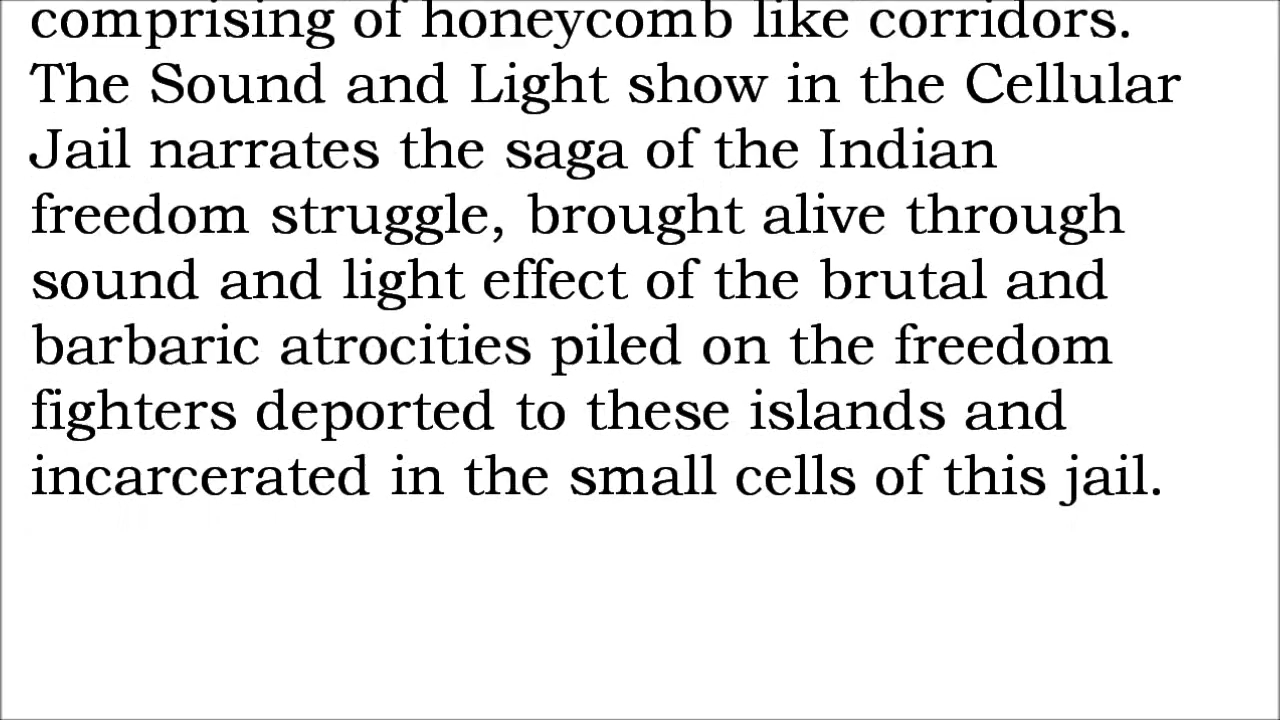 comprising of honeycomb like corridors.
The Sound and Light show in the Cellular
Jail narrates the saga of the Indian
freedom struggle, brought alive through
sound and light effect of the brutal and
barbaric atrocities piled on the freedom
fighters deported to these islands and
incarcerated in the small cells of this jail.